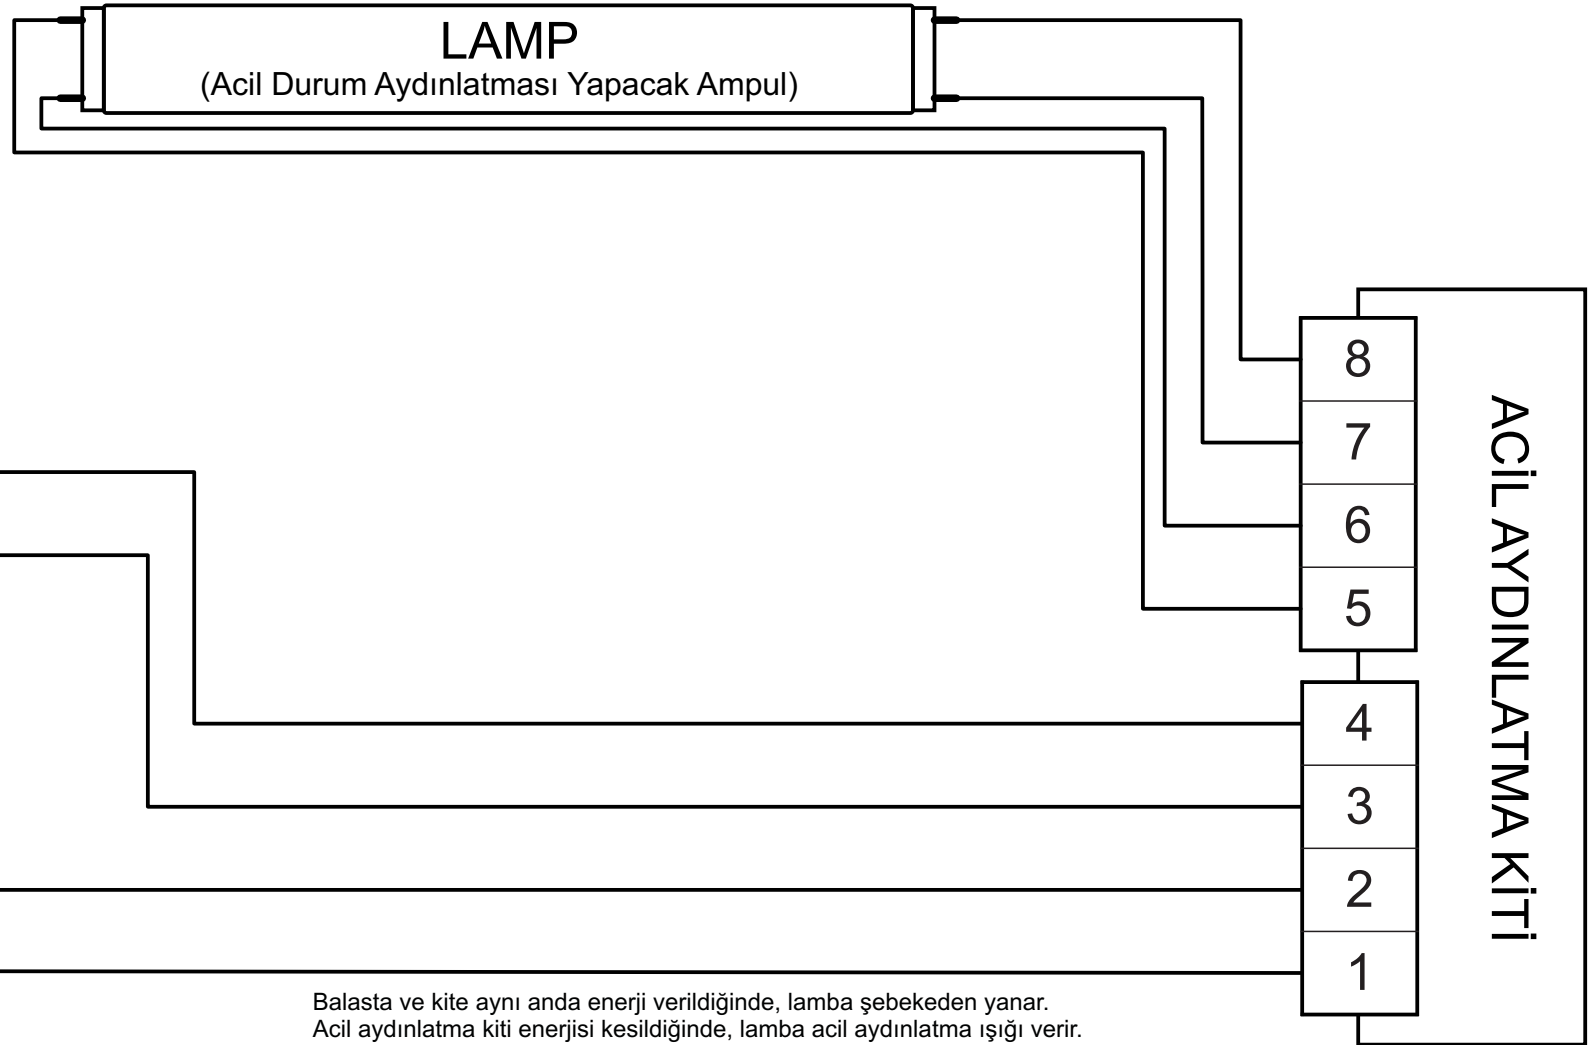 LAMP
(Acil Durum Aydınlatması Yapacak Ampul)
8
7
6
5
4
3
2
1
ACİL AYDINLATMA KİTİ
Balasta ve kite aynı anda enerji verildiğinde, lamba şebekeden yanar.
Acil aydınlatma kiti enerjisi kesildiğinde, lamba acil aydınlatma ışığı verir.